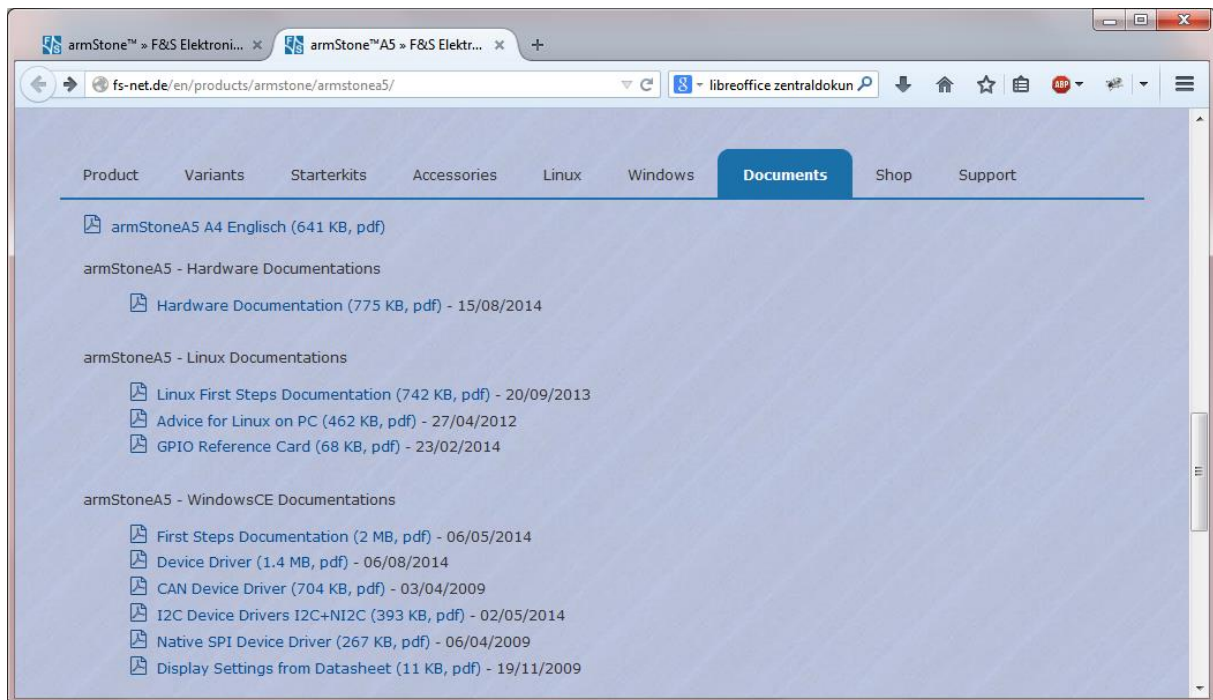 armStone™ » F&S Elektroni... × armStone™A5 » F&S Elektr... × +
fs-net.de/en/products/armstone/armstonea5/ libreoffice zentraldokun ABP
Product Variants Starterkits Accessories Linux Windows Documents Shop Support
armStoneA5 A4 Englisch (641 KB, pdf)
armStoneA5 - Hardware Documentations
Hardware Documentation (775 KB, pdf) - 15/08/2014
armStoneA5 - Linux Documentations
Linux First Steps Documentation (742 KB, pdf) - 20/09/2013
Advice for Linux on PC (462 KB, pdf) - 27/04/2012
GPIO Reference Card (68 KB, pdf) - 23/02/2014
armStoneA5 - WindowsCE Documentations
First Steps Documentation (2 MB, pdf) - 06/05/2014
Device Driver (1.4 MB, pdf) - 06/08/2014
CAN Device Driver (704 KB, pdf) - 03/04/2009
I2C Device Drivers I2C+NI2C (393 KB, pdf) - 02/05/2014
Native SPI Device Driver (267 KB, pdf) - 06/04/2009
Display Settings from Datasheet (11 KB, pdf) - 19/11/2009